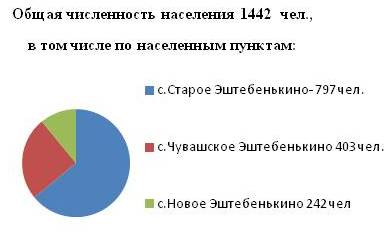 Общая численность населения 1442 чел.,
в том числе по населенным пунктам:
с.Старое Эштебенькино-797чел.
с.Чувашское Эштебенькино 403чел.
с.Новое Эштебенькино 242чел